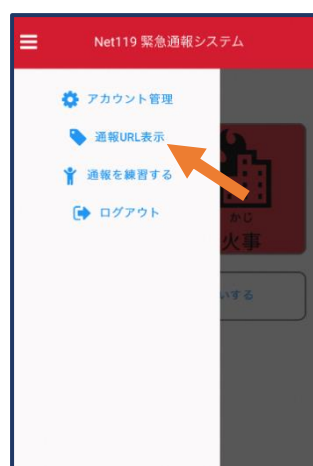 Net119 緊急通報システム
アカウント管理
通報URL表示
通報を練習する
ログアウト
かじ
火事
いする